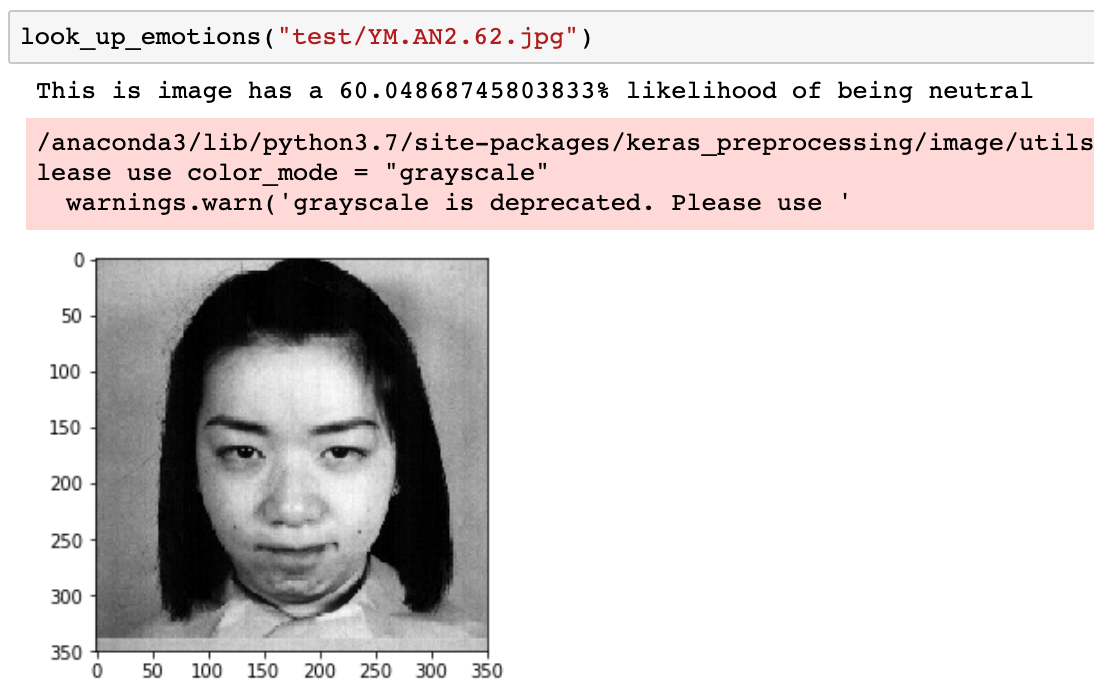 look_up_emotions("test/YM.AN2.62.jpg")
This is image has a 60.04868745803833% likelihood of being neutral
/anaconda3/lib/python3.7/site-packages/keras_preprocessing/image/utils
lease use color_mode = "grayscale"
warnings.warn('grayscale is deprecated. Please use '
0
50
100
150
200
250
300
350
0 50 100 150 200 250 300 350